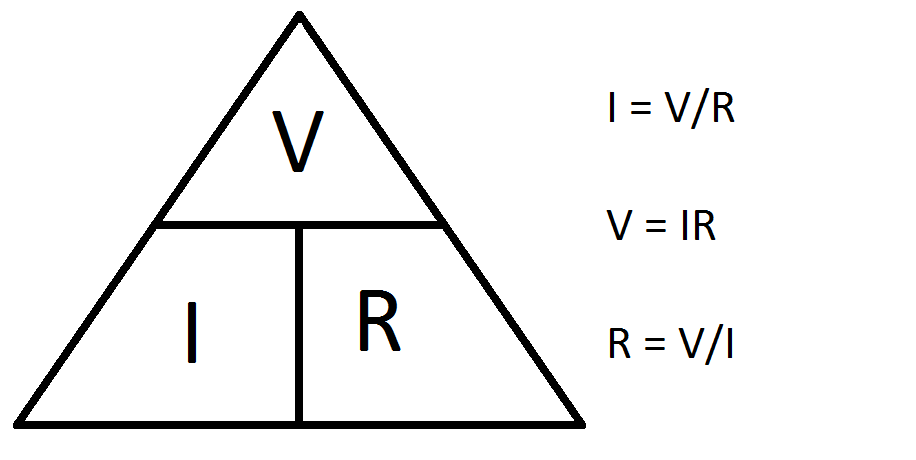 V
I R
I = V/R
V = IR
R = V/I